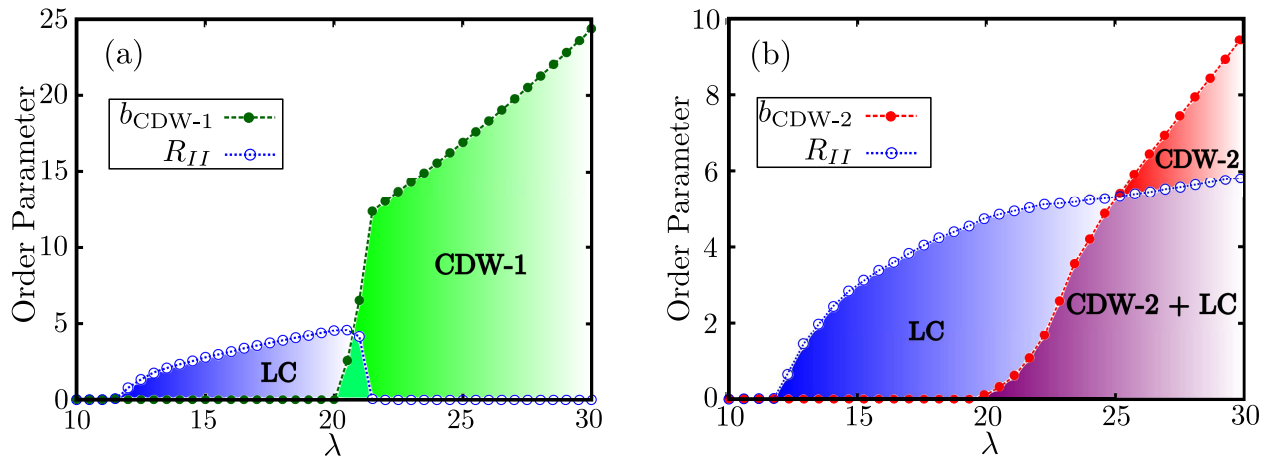 (a)
Order Parameter
25
20
15
10
5
0
b_CDW-1
R_II
LC
CDW-1
10 15 20 25 30
λ
(b)
Order Parameter
10
8
6
4
2
0
b_CDW-2
R_II
CDW-2
LC
CDW-2 + LC
10 15 20 25 30
λ